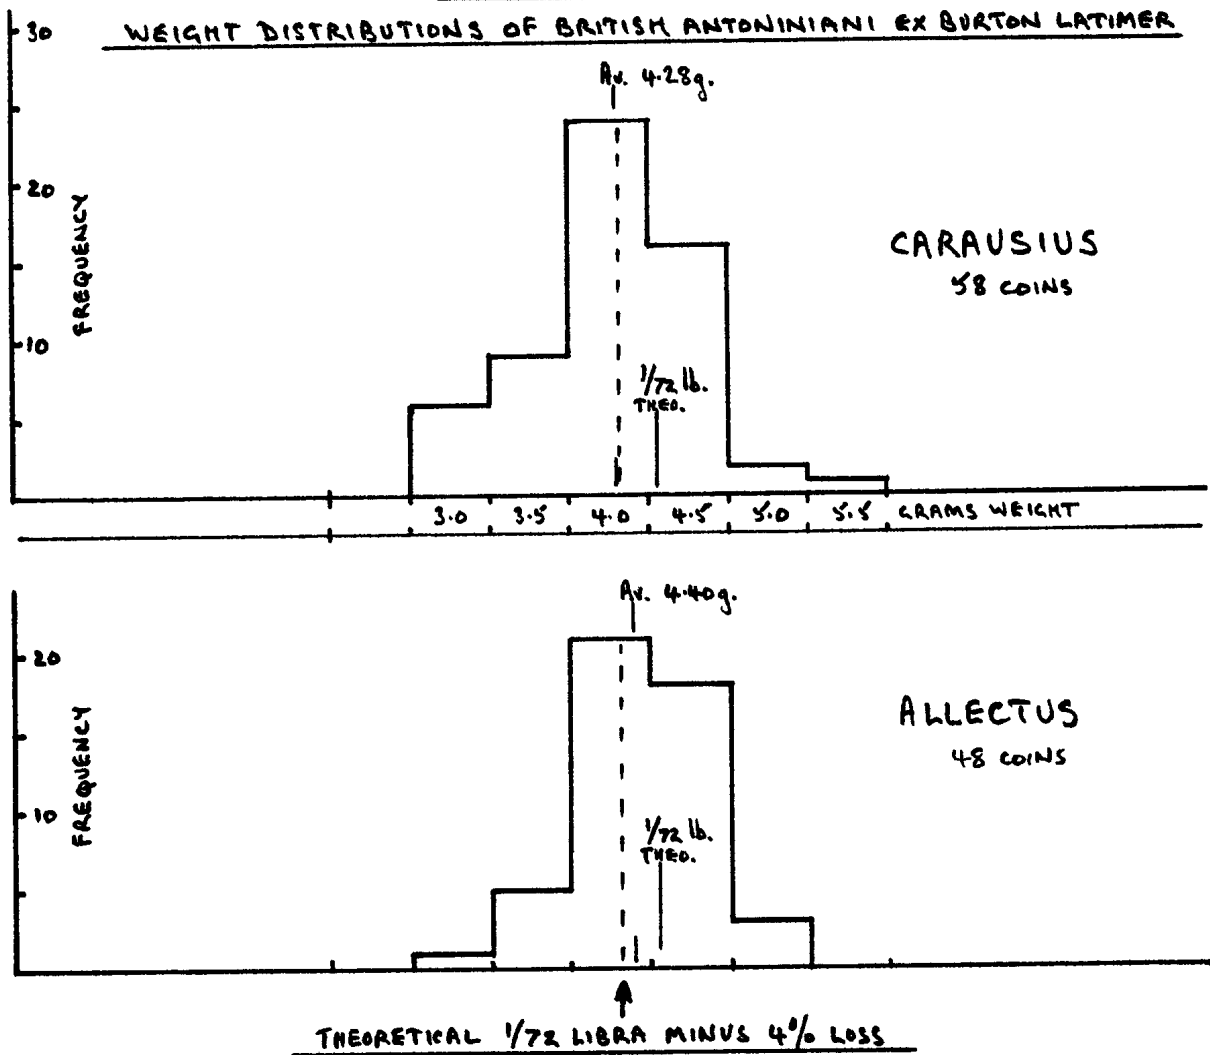 WEIGHT DISTRIBUTIONS OF BRITISH ANTONINIANI EX BURTON LATIMER
30
20
10
FREQUENCY
Av. 4.28g.
CARAUSIUS
58 COINS
1/72 lb.
THEO.
3.0 3.5 4.0 4.5 5.0 5.5 GRAMS WEIGHT
Av. 4.40g.
20
10
FREQUENCY
ALLECTUS
48 COINS
1/72 lb.
THEO.
THEORETICAL 1/72 LIBRA MINUS 4% LOSS